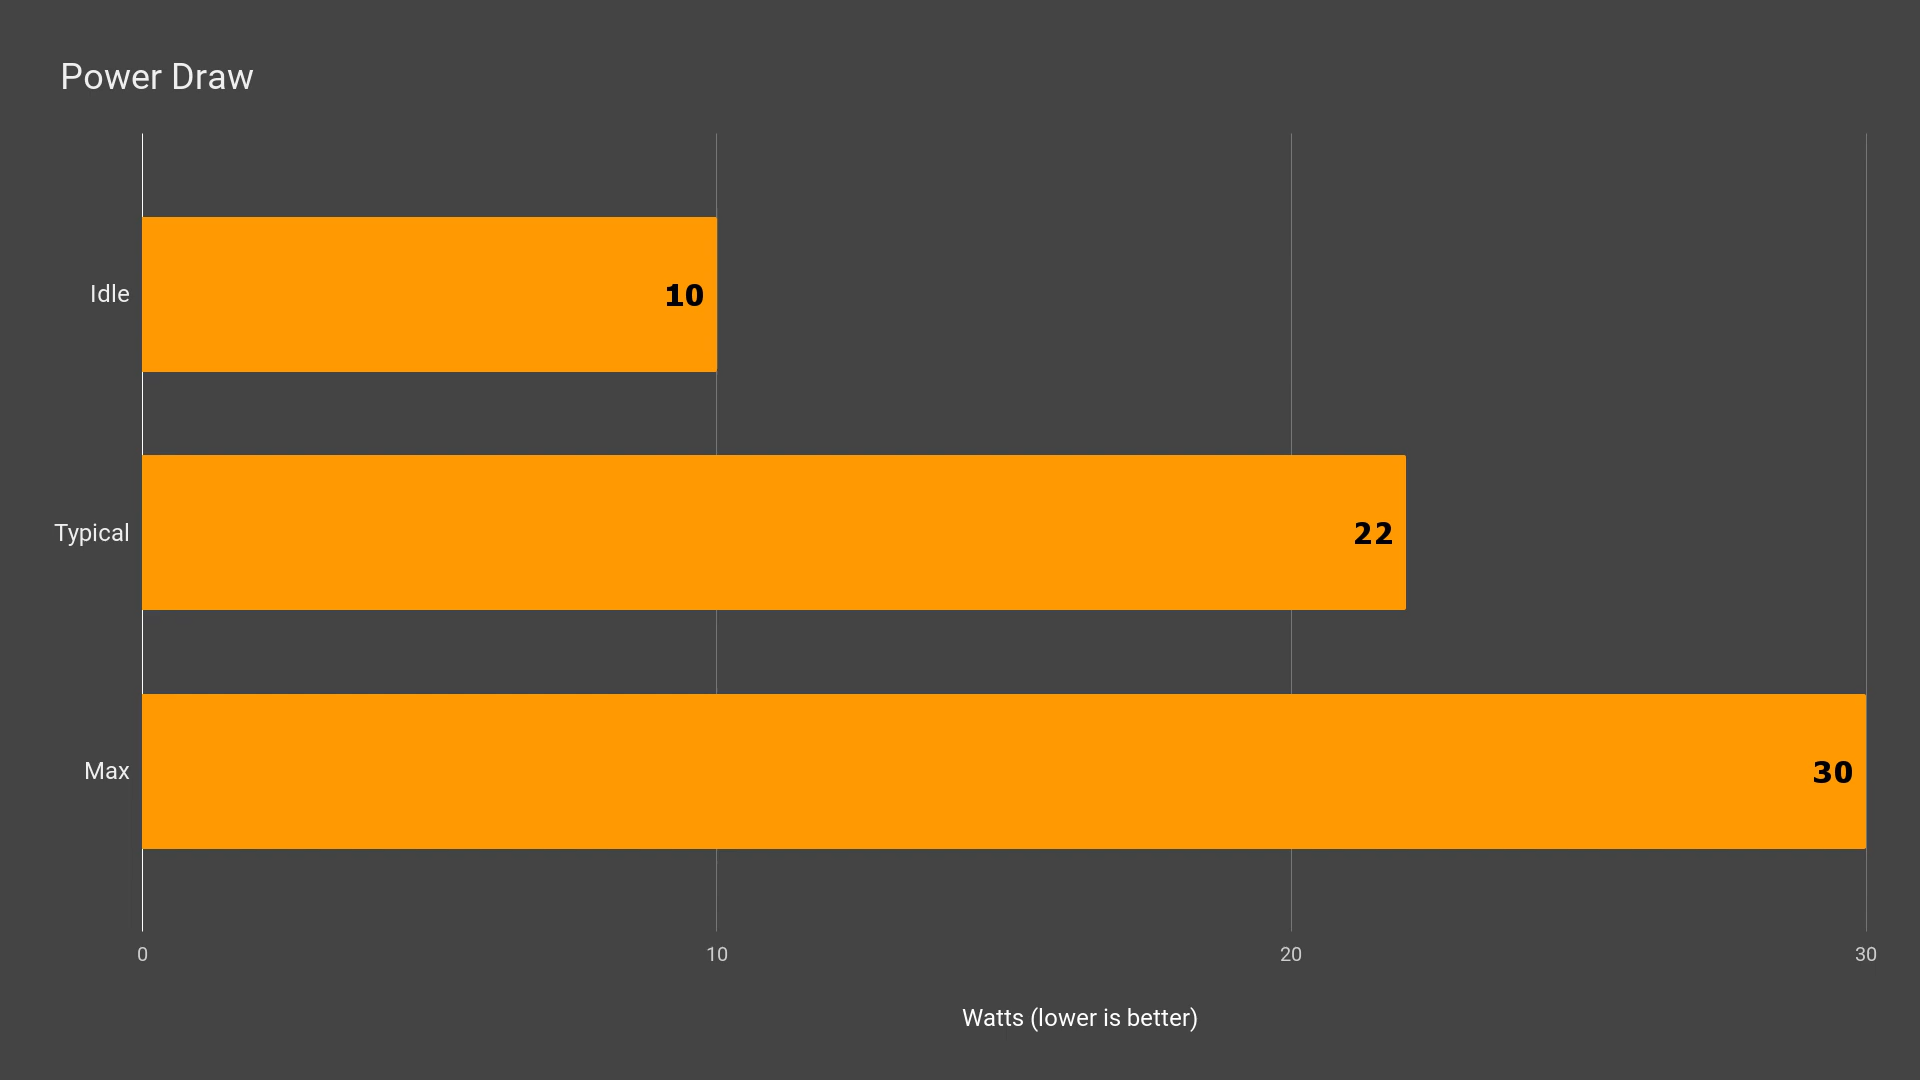 Power Draw
Idle
10
Typical
22
Max
30
0 10 20 30
Watts (lower is better)